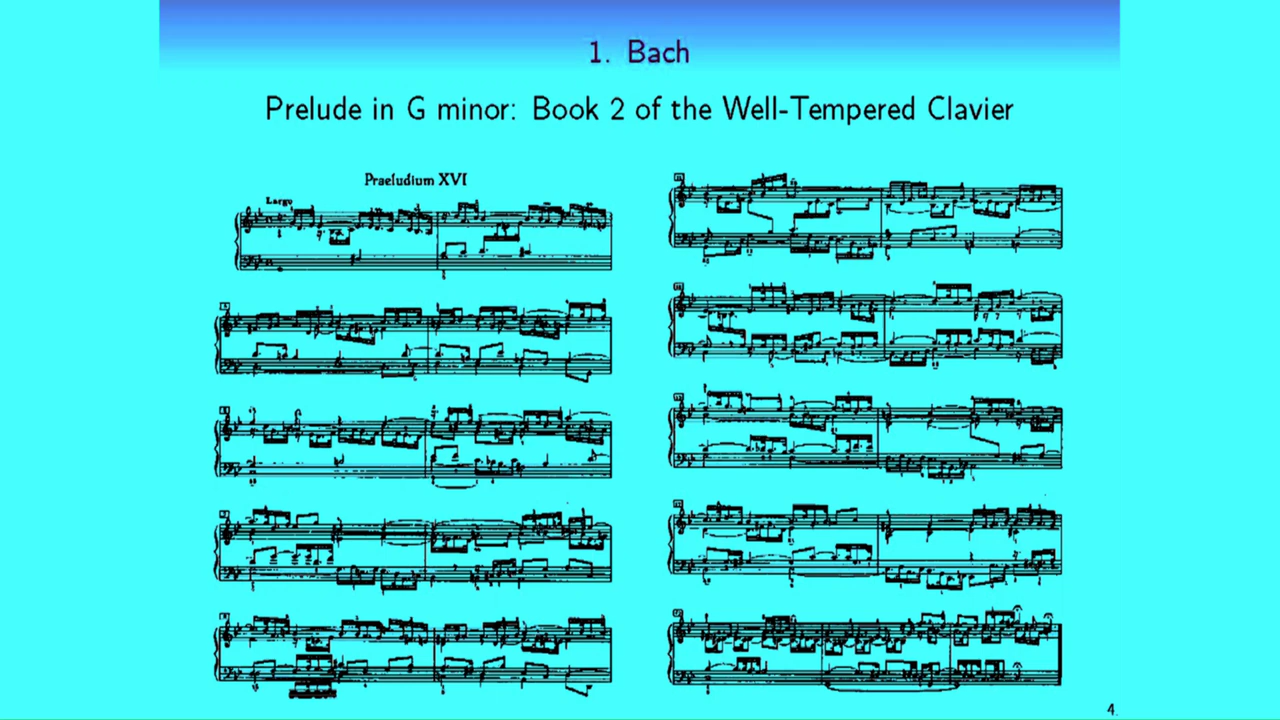 1. Bach
Prelude in G minor: Book 2 of the Well-Tempered Clavier
Praeludium XVI
Largo
4